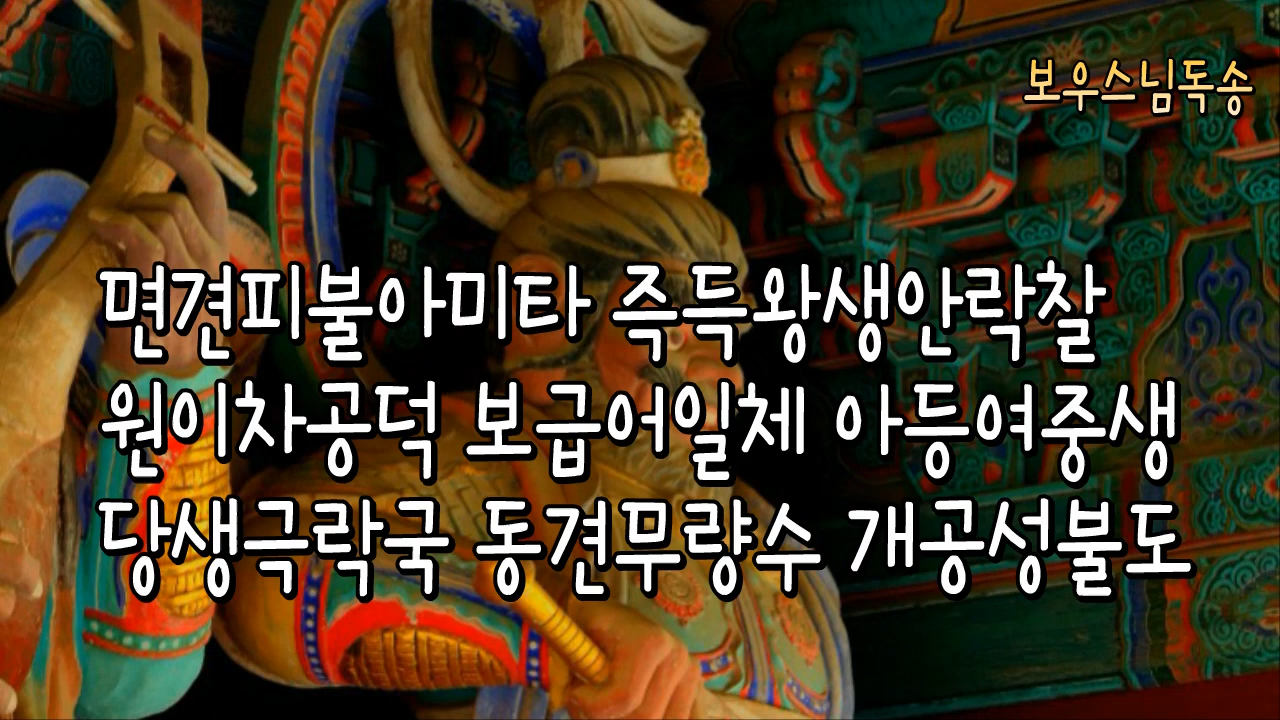 보우스님독송
면견피불아미타 즉득왕생안락찰
원이차공덕 보급어일체 아등여중생
당생극락국 동견무량수 개공성불도